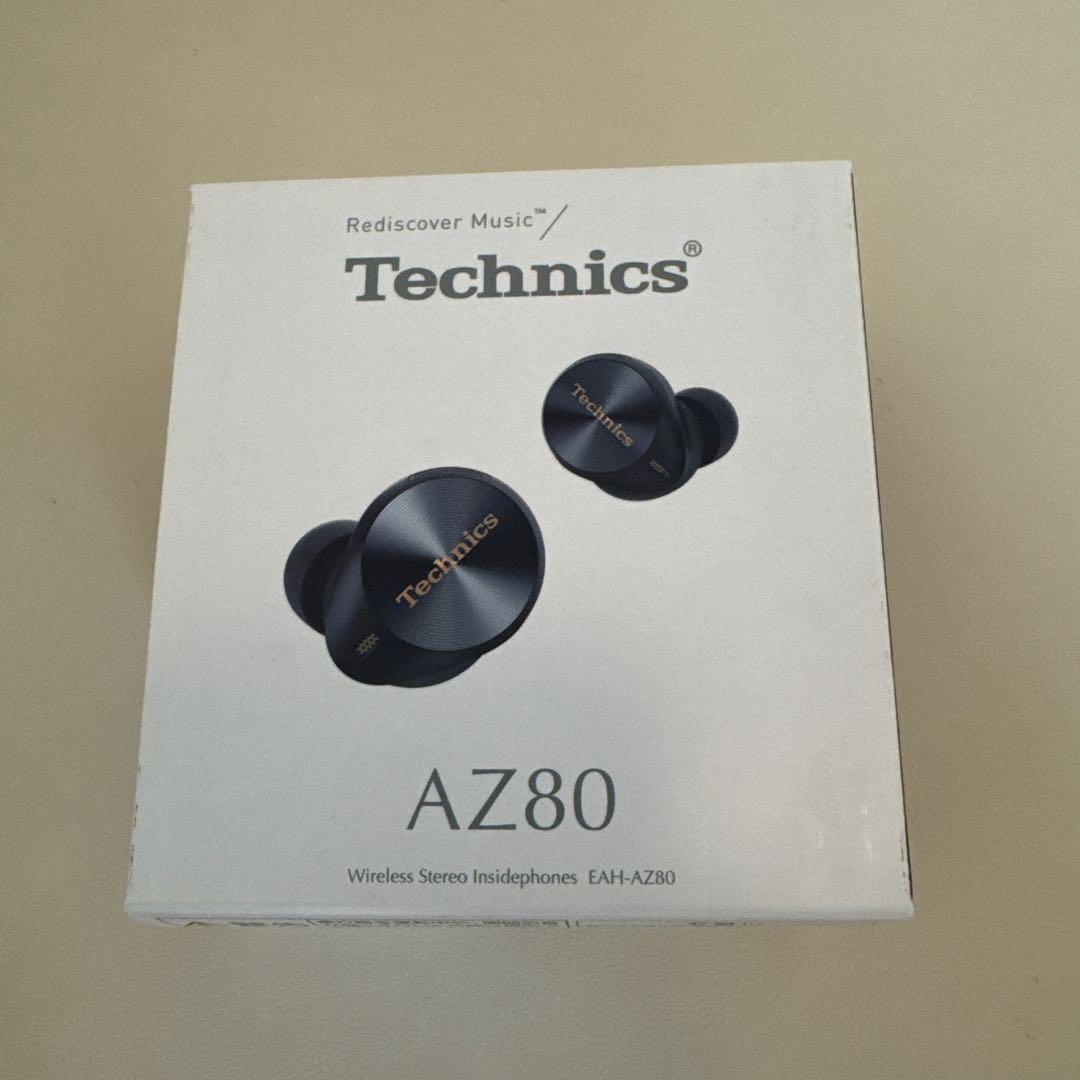 Rediscover Music™/
Technics®
Technics
Technics
AZ80
Wireless Stereo Insidephones EAH-AZ80